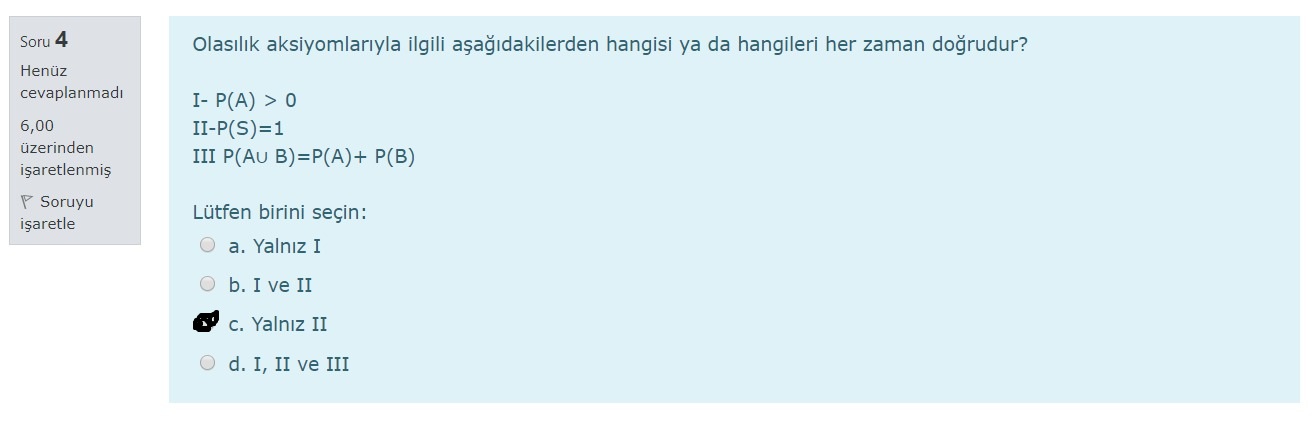 Soru 4
Henüz
cevaplanmadı
6,00
üzerinden
işaretlenmiş
Soruyu
işaretle
Olasılık aksiyomlarıyla ilgili aşağıdakilerden hangisi ya da hangileri her zaman doğrudur?
I- P(A) > 0
II-P(S)=1
III P(A∪ B)=P(A)+ P(B)
Lütfen birini seçin:
a. Yalnız I
b. I ve II
c. Yalnız II
d. I, II ve III